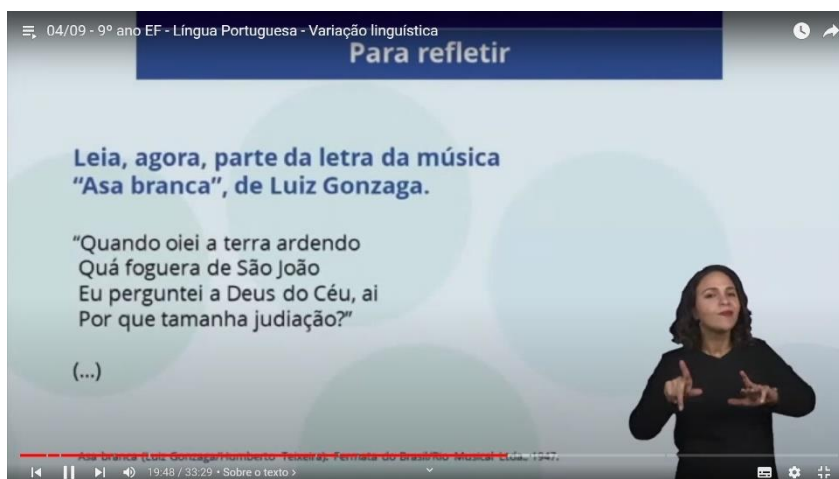 04/09 - 9º ano EF - Língua Portuguesa - Variação linguística
Para refletir
Leia, agora, parte da letra da música
“Asa branca”, de Luiz Gonzaga.
“Quando oiei a terra ardendo
Quá foguera de São João
Eu perguntei a Deus do Céu, ai
Por que tamanha judiação?”
(...)
Asa branca (Luiz Gonzaga/Humberto Teixeira). Fermata do Brasil/Rio Musical Ltda., 1947.
19:48 / 33:29 • Sobre o texto >